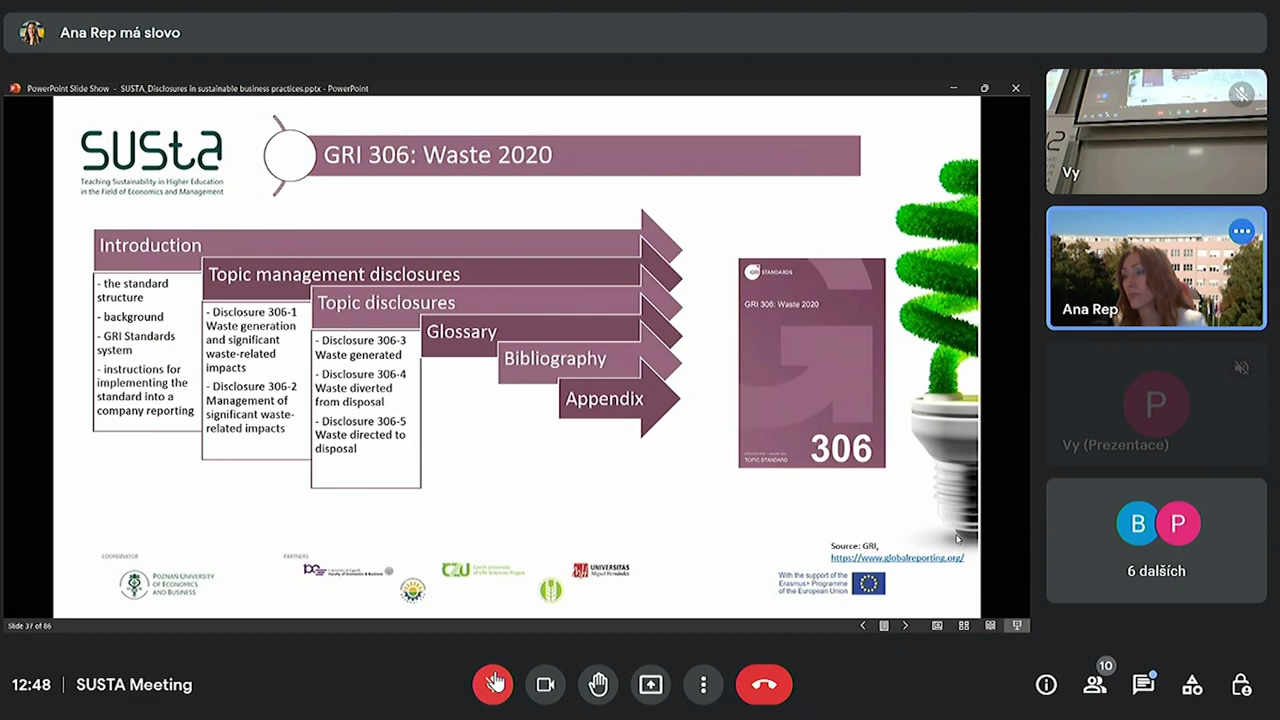 Ana Rep má slovo
PowerPoint Slide Show - SUSTA_Disclosures in sustainable business practices.pptx - PowerPoint
SUSta
Teaching Sustainability in Higher Education
in the Field of Economics and Management
GRI 306: Waste 2020
Introduction
- the standard
structure
- background
- GRI Standards
system
- instructions for
implementing the
standard into a
company reporting
Topic management disclosures
- Disclosure 306-1
Waste generation
and significant
waste-related
impacts
- Disclosure 306-2
Management of
significant waste-
related impacts
Topic disclosures
- Disclosure 306-3
Waste generated
- Disclosure 306-4
Waste diverted
from disposal
- Disclosure 306-5
Waste directed to
disposal
Glossary
Bibliography
Appendix
GRI STANDARDS
GRI 306: Waste 2020
TOPIC STANDARD
306
Source: GRI,
https://www.globalreporting.org/
COORDINATOR
POZNAŃ UNIVERSITY
OF ECONOMICS
AND BUSINESS
PARTNERS
Faculty of Economics & Business
CZU
Czech University
of Life Sciences Prague
UNIVERSITAS
Miguel Hernández
With the support of the
Erasmus+ Programme
of the European Union
Slide 37 of 86
Vy
Ana Rep
P
Vy (Prezentace)
B
P
6 dalších
12:48
SUSTA Meeting
10